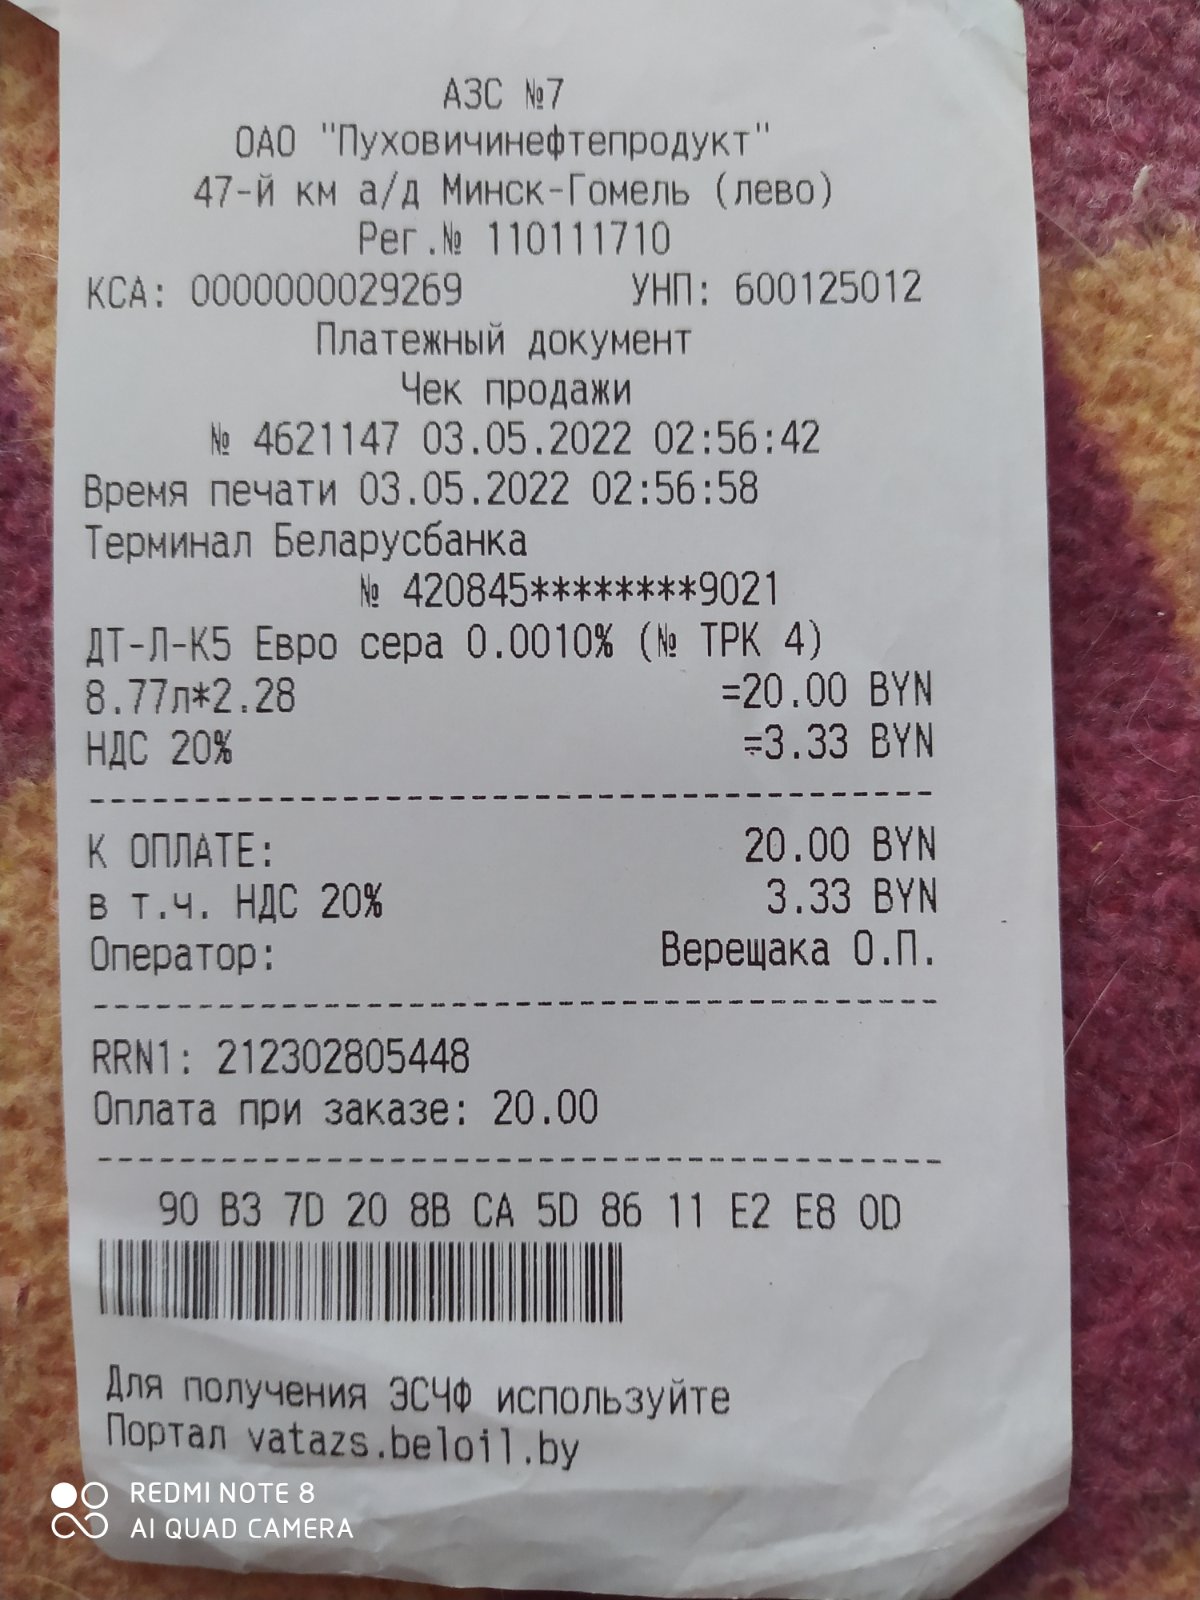 АЗС №7
ОАО "Пуховичинефтепродукт"
47-й км а/д Минск-Гомель (лево)
Рег.№ 110111710
КСА: 0000000029269 УНП: 600125012
Платежный документ
Чек продажи
№ 4621147 03.05.2022 02:56:42
Время печати 03.05.2022 02:56:58
Терминал Беларусбанка
№ 420845********9021
ДТ-Л-К5 Евро сера 0.0010% (№ ТРК 4)
8.77л*2.28 =20.00 BYN
НДС 20% =3.33 BYN
К ОПЛАТЕ: 20.00 BYN
в т.ч. НДС 20% 3.33 BYN
Оператор: Верещака О.П.
RRN1: 212302805448
Оплата при заказе: 20.00
90 B3 7D 20 8B CA 5D 86 11 E2 E8 0D
Для получения ЭСЧФ используйте
Портал vatazs.beloil.by
REDMI NOTE 8
AI QUAD CAMERA